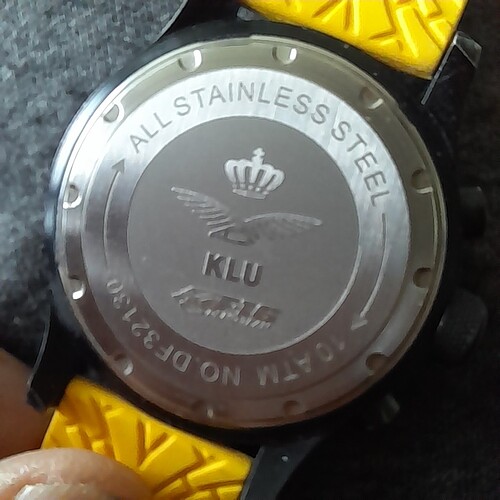 ALL STAINLESS STEEL
KLU
10 ATM NO.DF32130